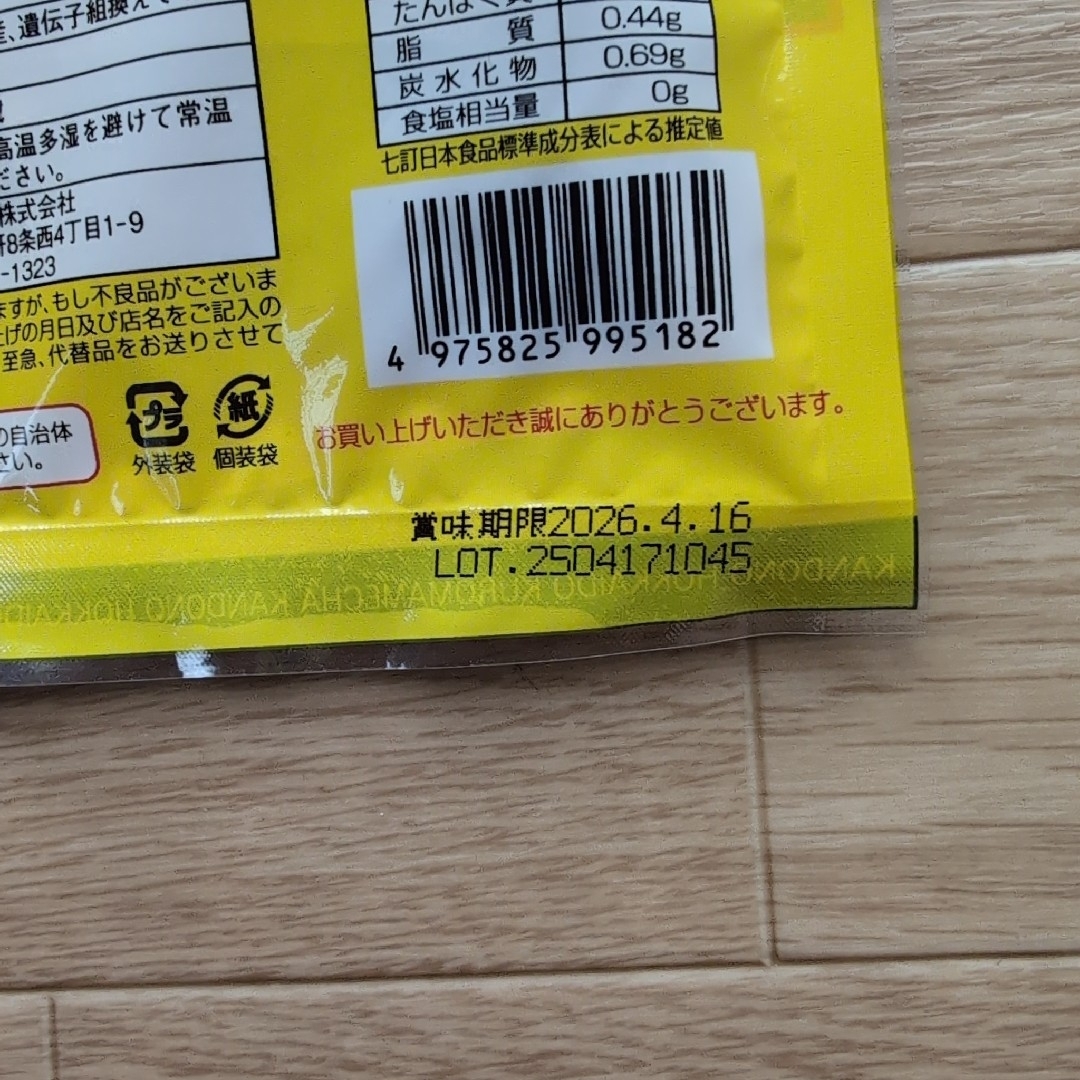 産、遺伝子組換え
高温多湿を避けて常温
ださい。
株式会社
8条西4丁目1-9
-1323
ますが、もし不良品がございま
上げの月日及び店名をご記入の
至急、代替品をお送りさせて
の自治体
さい。
プラ
外装袋
紙
個装袋
たんぱく質
0.44g
脂質
0.69g
炭水化物
0g
食塩相当量
七訂日本食品標準成分表による推定値
4 975825 995182
お買い上げいただき誠にありがとうございます。
賞味期限2026.4.16
LOT.2504171045
KANDONO HOKKAIDO KUROMAMECHA KANDONO HOKKAIDO